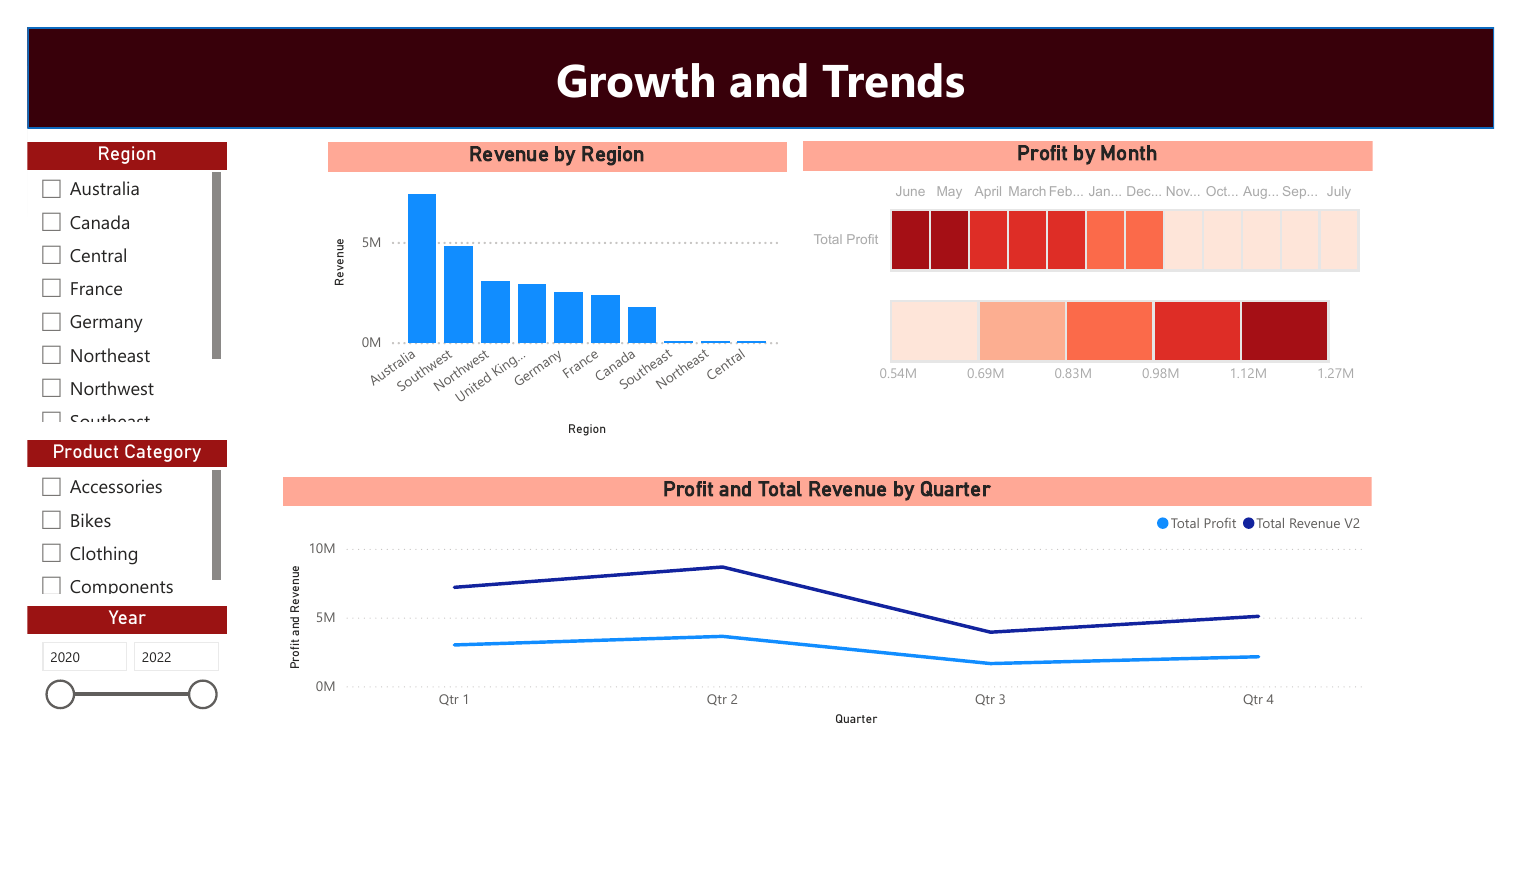 Growth and Trends
Region
Australia
Canada
Central
France
Germany
Northeast
Northwest
Southeast
Product Category
Accessories
Bikes
Clothing
Components
Year
2020 2022
Revenue by Region
Revenue
5M
0M
Australia
Southwest
Northwest
United King...
Germany
France
Canada
Southeast
Northeast
Central
Region
Profit by Month
June May April March Feb... Jan... Dec... Nov... Oct... Aug... Sep... July
Total Profit
0.54M 0.69M 0.83M 0.98M 1.12M 1.27M
Profit and Total Revenue by Quarter
Total Profit Total Revenue V2
Profit and Revenue
10M
5M
0M
Qtr 1 Qtr 2 Qtr 3 Qtr 4
Quarter